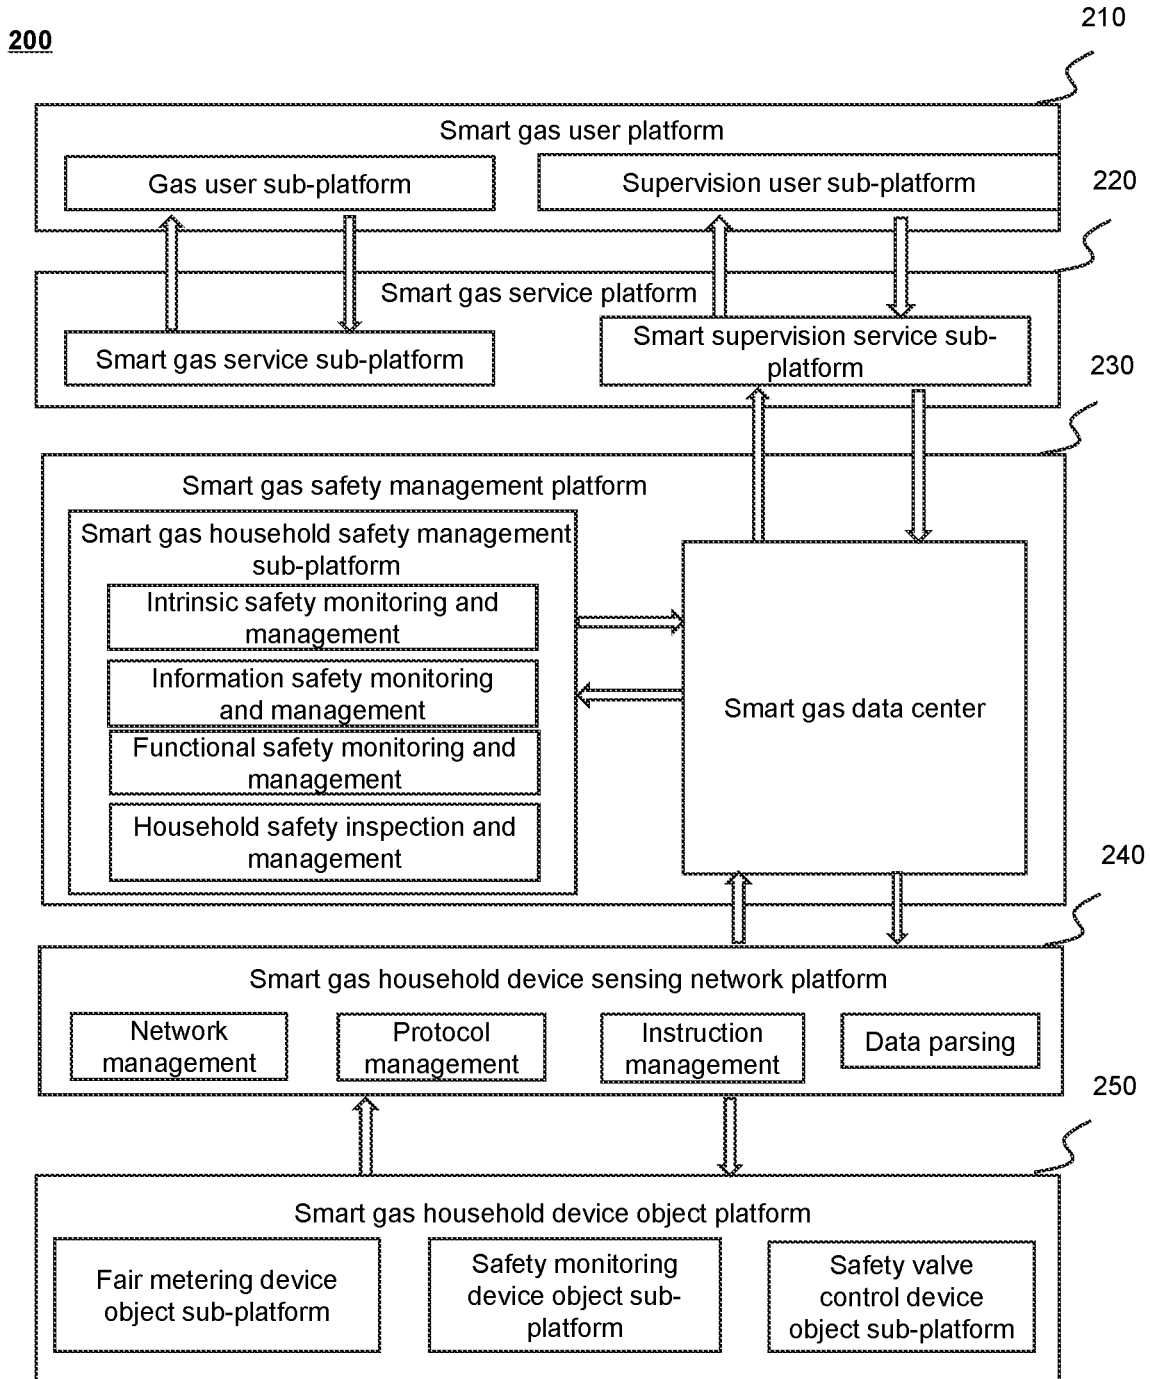 200
210
Smart gas user platform
Gas user sub-platform
Supervision user sub-platform
220
Smart gas service platform
Smart gas service sub-platform
Smart supervision service sub-
platform
230
Smart gas safety management platform
Smart gas household safety management
sub-platform
Intrinsic safety monitoring and
management
Information safety monitoring
and management
Functional safety monitoring and
management
Household safety inspection and
management
Smart gas data center
240
Smart gas household device sensing network platform
Network
management
Protocol
management
Instruction
management
Data parsing
250
Smart gas household device object platform
Fair metering device
object sub-platform
Safety monitoring
device object sub-
platform
Safety valve
control device
object sub-platform